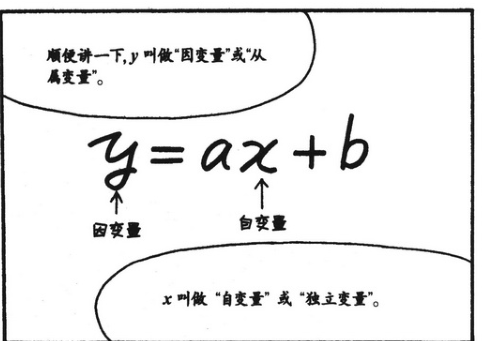 顺便讲一下,y 叫做“因变量”或“从
属变量”。
y = ax + b
因变量
自变量
x 叫做 “自变量” 或 “独立变量”。